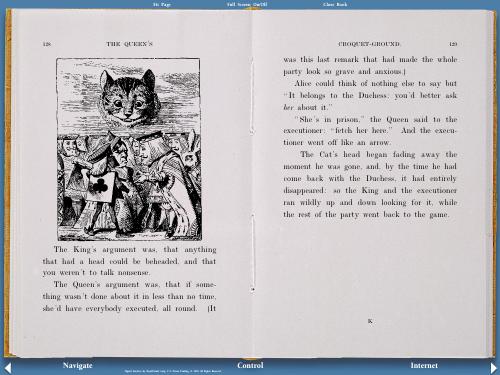 Go Page
Full Screen On/Off
Close Book
128 THE QUEEN'S
The King's argument was, that anything
that had a head could be beheaded, and that
you weren't to talk nonsense.
The Queen's argument was, that if some-
thing wasn't done about it in less than no time,
she'd have everybody executed, all round. (It
CROQUET-GROUND. 129
was this last remark that had made the whole
party look so grave and anxious.)
Alice could think of nothing else to say but
"It belongs to the Duchess: you'd better ask
her about it."
"She's in prison," the Queen said to the
executioner: "fetch her here." And the execu-
tioner went off like an arrow.
The Cat's head began fading away the
moment he was gone, and, by the time he had
come back with the Duchess, it had entirely
disappeared: so the King and the executioner
ran wildly up and down looking for it, while
the rest of the party went back to the game.
K
Navigate
Control
Internet